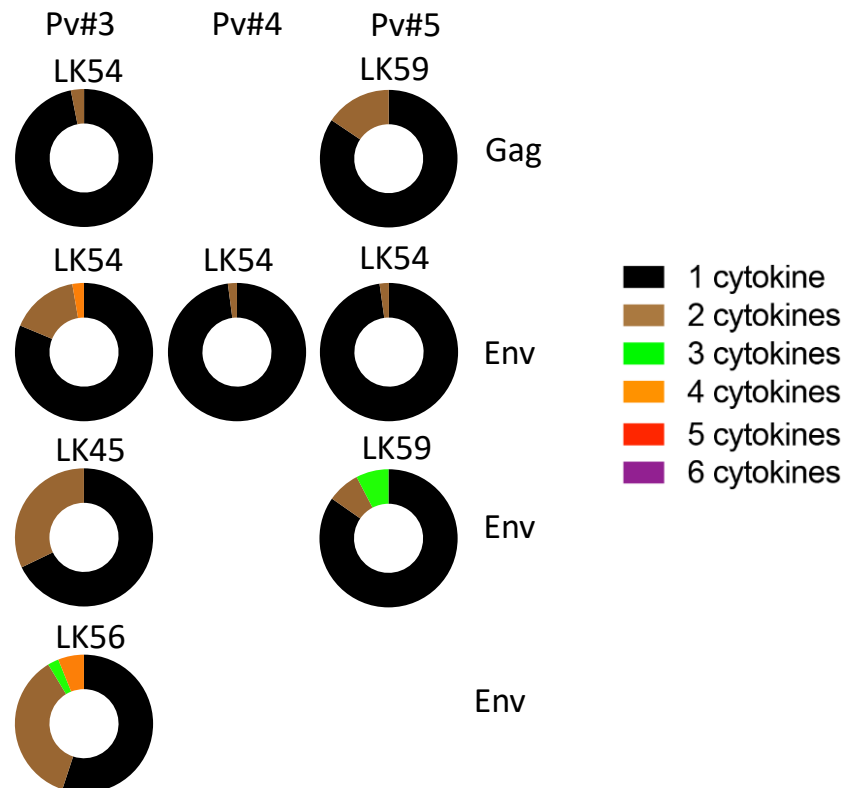 Pv#3 Pv#4 Pv#5
LK54 LK59
Gag
LK54 LK54 LK54
Env
LK45 LK59
Env
LK56
Env
1 cytokine
2 cytokines
3 cytokines
4 cytokines
5 cytokines
6 cytokines